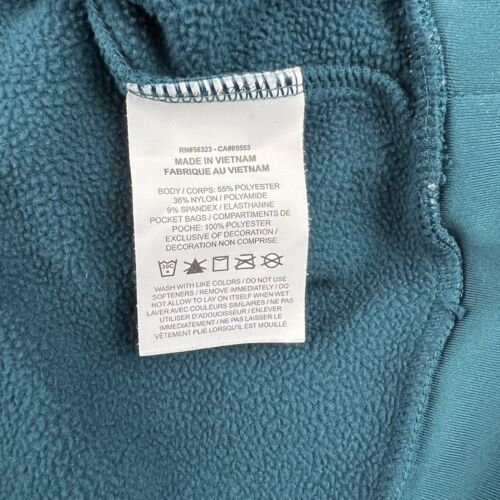 RN#56323 - CA#05553
MADE IN VIETNAM
FABRIQUE AU VIETNAM
BODY / CORPS: 55% POLYESTER
36% NYLON / POLYAMIDE
9% SPANDEX / ELASTHANNE
POCKET BAGS / COMPARTIMENTS DE
POCHE: 100% POLYESTER
EXCLUSIVE OF DECORATION /
DECORATION NON COMPRISE
30C
WASH WITH LIKE COLORS / DO NOT USE
SOFTENERS / REMOVE IMMEDIATELY / DO
NOT ALLOW TO LAY ON ITSELF WHEN WET
LAVER AVEC COULEURS SIMILAIRES / NE PAS
UTILISER D'ADOUCISSEUR / ENLEVER
IMMÉDIATEMENT / NE PAS LAISSER LE
VÊTEMENT PLIÉ LORSQU'IL EST MOUILLÉ